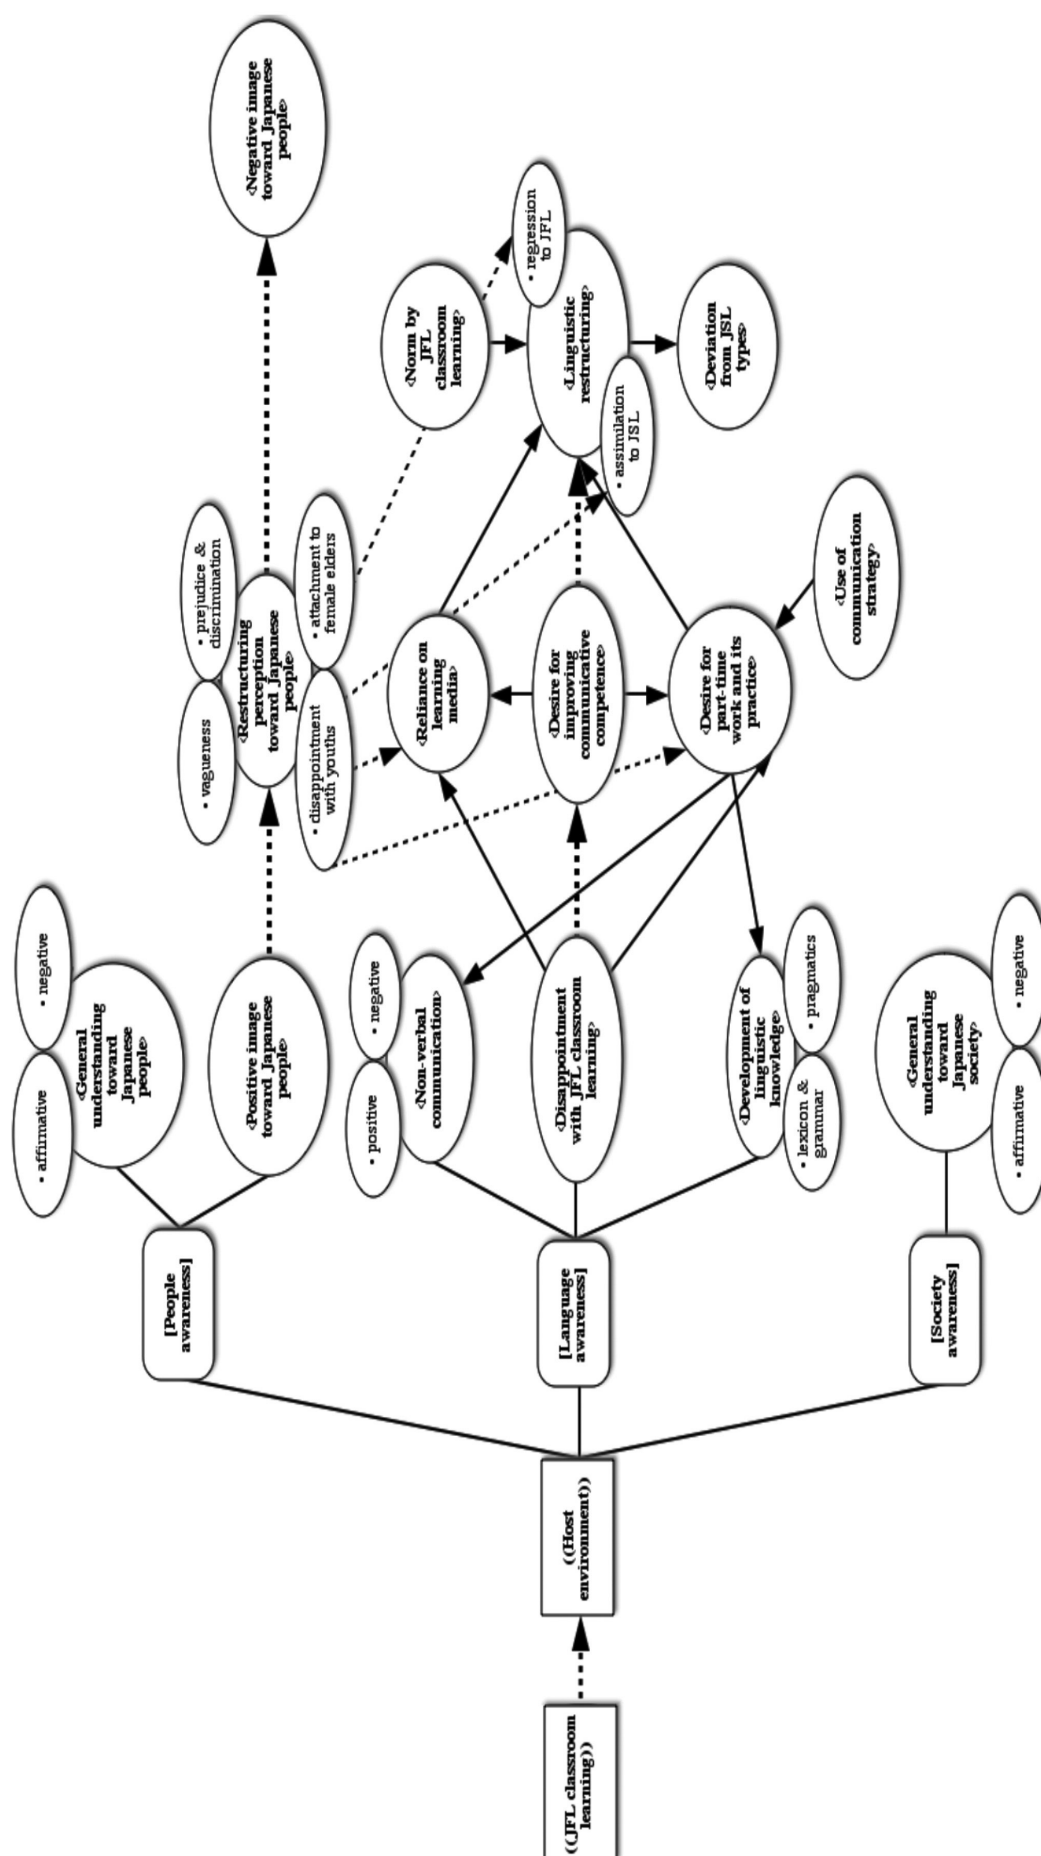 ((JFL classroom
learning))
((Host
environment))
[People
awareness]
[Language
awareness]
[Society
awareness]
• affirmative
• negative
‹General
understanding
toward
Japanese
people›
‹Positive image
toward Japanese
people›
• positive
• negative
‹Non-verbal
communication›
‹Disappointment
with JFL classroom
learning›
‹Development of
linguistic
knowledge›
• lexicon &
grammar
• pragmatics
‹General
understanding
toward
Japanese
society›
• affirmative
• negative
• vagueness
• prejudice &
discrimination
‹Restructuring
perception
toward Japanese
people›
• disappointment
with youths
• attachment to
female elders
‹Reliance on
learning
media›
‹Desire for
improving
communicative
competence›
‹Desire for
part-time
work and its
practice›
‹Use of
communication
strategy›
‹Norm by
JFL
classroom
learning›
• regression
to JFL
‹Linguistic
restructuring›
• assimilation
to JSL
‹Deviation
from JSL
types›
‹Negative image
toward Japanese
people›